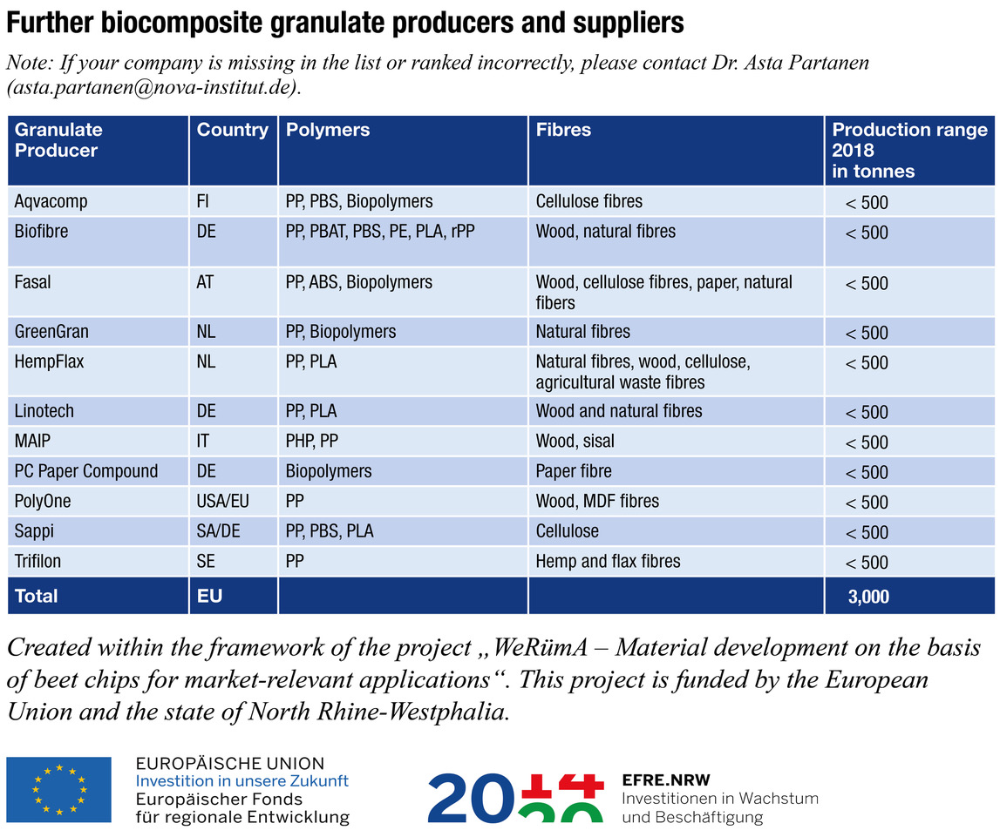 Further biocomposite granulate producers and suppliers
Note: If your company is missing in the list or ranked incorrectly, please contact Dr. Asta Partanen
(asta.partanen@nova-institut.de).
Granulate Producer Country Polymers Fibres Production range 2018 in tonnes
Aqvacomp FI PP, PBS, Biopolymers Cellulose fibres < 500
Biofibre DE PP, PBAT, PBS, PE, PLA, rPP Wood, natural fibres < 500
Fasal AT PP, ABS, Biopolymers Wood, cellulose fibres, paper, natural fibers < 500
GreenGran NL PP, Biopolymers Natural fibres < 500
HempFlax NL PP, PLA Natural fibres, wood, cellulose, agricultural waste fibres < 500
Linotech DE PP, PLA Wood and natural fibres < 500
MAIP IT PHP, PP Wood, sisal < 500
PC Paper Compound DE Biopolymers Paper fibre < 500
PolyOne USA/EU PP Wood, MDF fibres < 500
Sappi SA/DE PP, PBS, PLA Cellulose < 500
Trifilon SE PP Hemp and flax fibres < 500
Total EU 3,000
Created within the framework of the project „WeRümA – Material development on the basis
of beet chips for market-relevant applications“. This project is funded by the European
Union and the state of North Rhine-Westphalia.
EUROPÄISCHE UNION
Investition in unsere Zukunft
Europäischer Fonds
für regionale Entwicklung
20
EFRE.NRW
Investitionen in Wachstum
und Beschäftigung